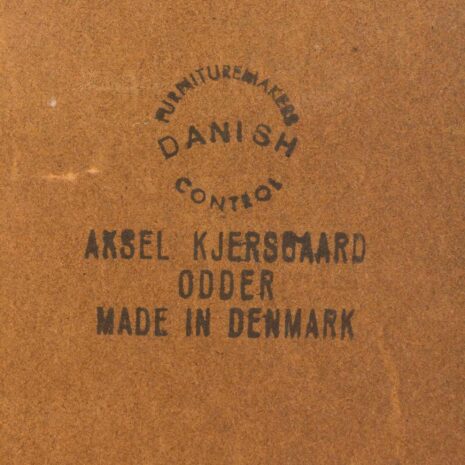 FURNITUREMAKERS
DANISH
CONTROL
AKSEL KJERSGAARD
ODDER
MADE IN DENMARK